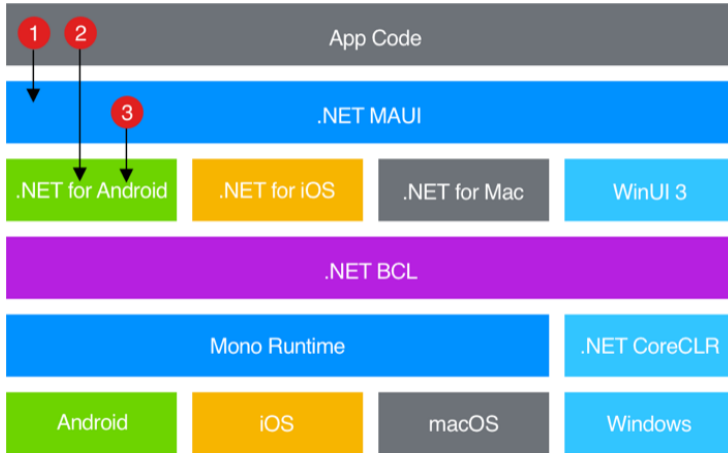 1 2 App Code
.NET MAUI
3
.NET for Android .NET for iOS .NET for Mac WinUI 3
.NET BCL
Mono Runtime .NET CoreCLR
Android iOS macOS Windows